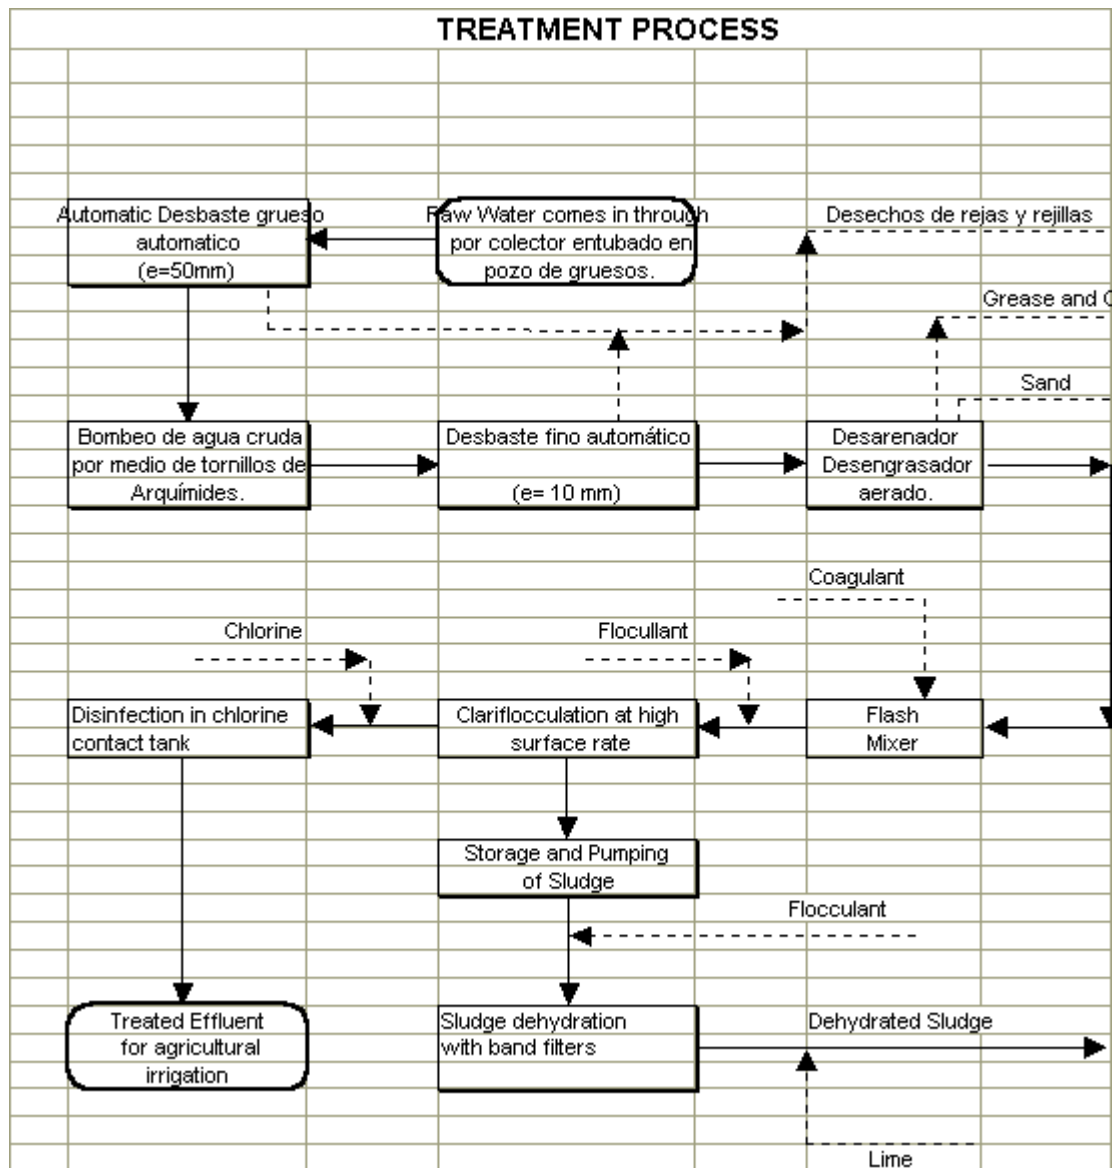 TREATMENT PROCESS
Automatic Desbaste grueso
automatico
(e=50mm)
Raw Water comes in through
por colector entubado en
pozo de gruesos.
Desechos de rejas y rejillas
Grease and
Sand
Bombeo de agua cruda
por medio de tornillos de
Arquímides.
Desbaste fino automático
(e= 10 mm)
Desarenador
Desengrasador
aerado.
Coagulant
Chlorine
Flocullant
Disinfection in chlorine
contact tank
Clariflocculation at high
surface rate
Flash
Mixer
Storage and Pumping
of Sludge
Flocculant
Treated Effluent
for agricultural
irrigation
Sludge dehydration
with band filters
Dehydrated Sludge
Lime